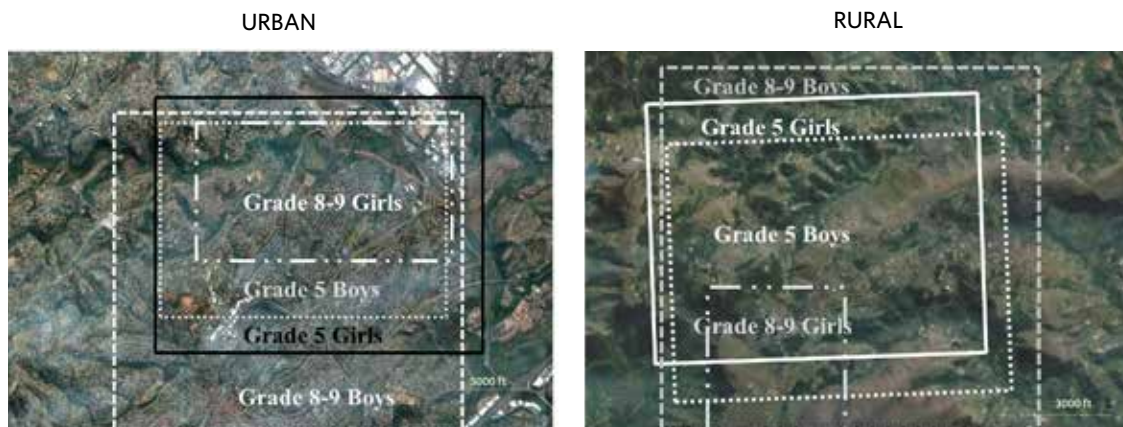 URBAN
RURAL
Grade 8-9 Girls
Grade 5 Boys
Grade 5 Girls
Grade 8-9 Boys
3000 ft
Grade 8-9 Boys
Grade 5 Girls
Grade 5 Boys
Grade 8-9 Girls
3000 ft